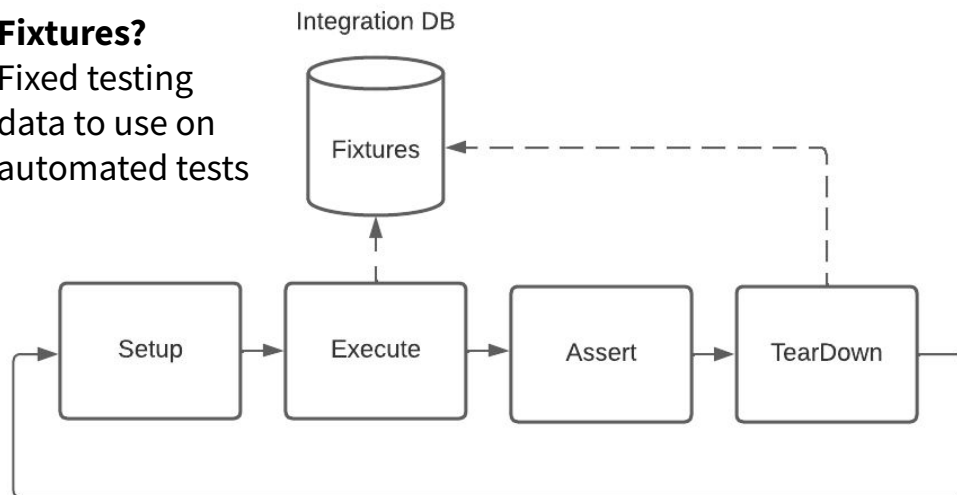 Fixtures?
Fixed testing
data to use on
automated tests
Integration DB
Fixtures
Setup
Execute
Assert
TearDown